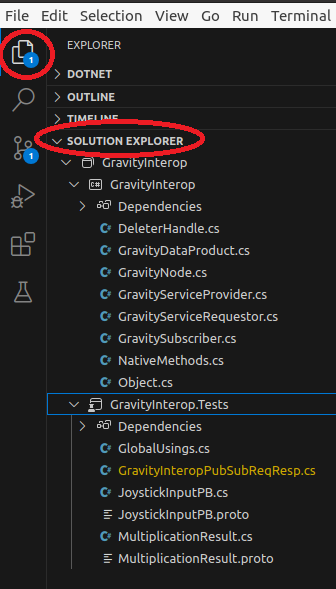 File Edit View Go Run Terminal
EXPLORER
1
DOTNET
OUTLINE
TIMELINE
SOLUTION EXPLORER
1
GravityInterop
C# GravityInterop
Dependencies
C# DeleterHandle.cs
C# GravityDataProduct.cs
C# GravityNode.cs
C# GravityServiceProvider.cs
C# GravityServiceRequestor.cs
C# GravitySubscriber.cs
C# NativeMethods.cs
C# Object.cs
GravityInterop.Tests
Dependencies
C# GlobalUsings.cs
C# GravityInteropPubSubReqResp.cs
C# JoystickInputPB.cs
JoystickInputPB.proto
C# MultiplicationResult.cs
MultiplicationResult.proto